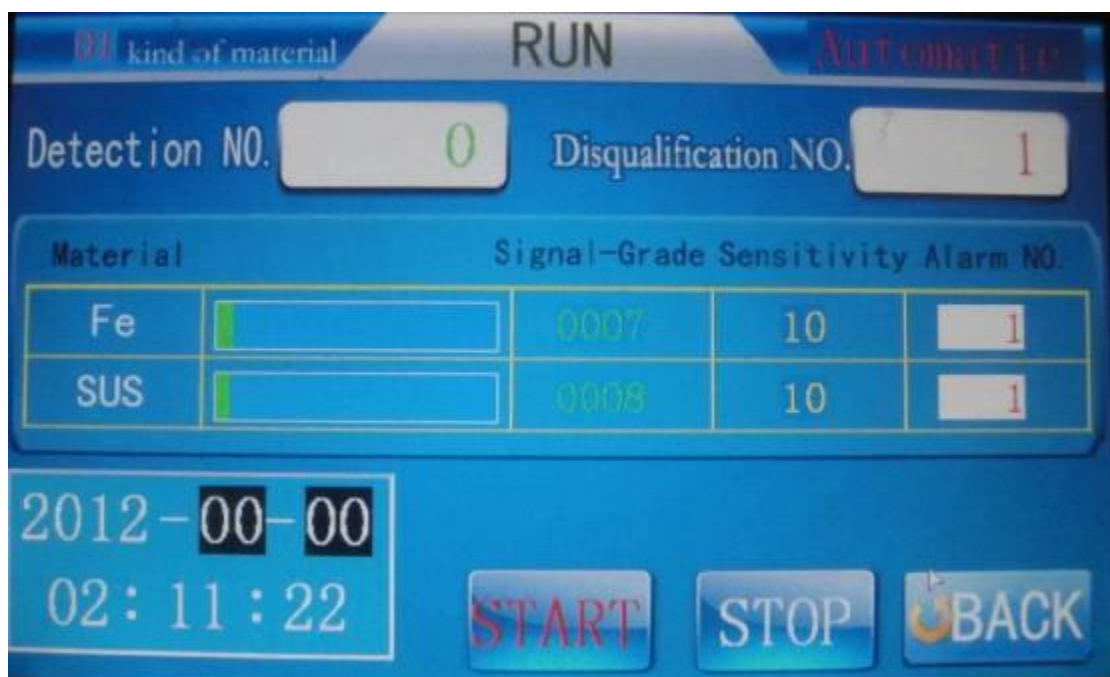 01 kind of material RUN Automatic
Detection NO. 0 Disqualification NO. 1
Material Signal-Grade Sensitivity Alarm NO.
Fe 0007 10 1
SUS 0008 10 1
2012-00-00
02:11:22
START STOP BACK